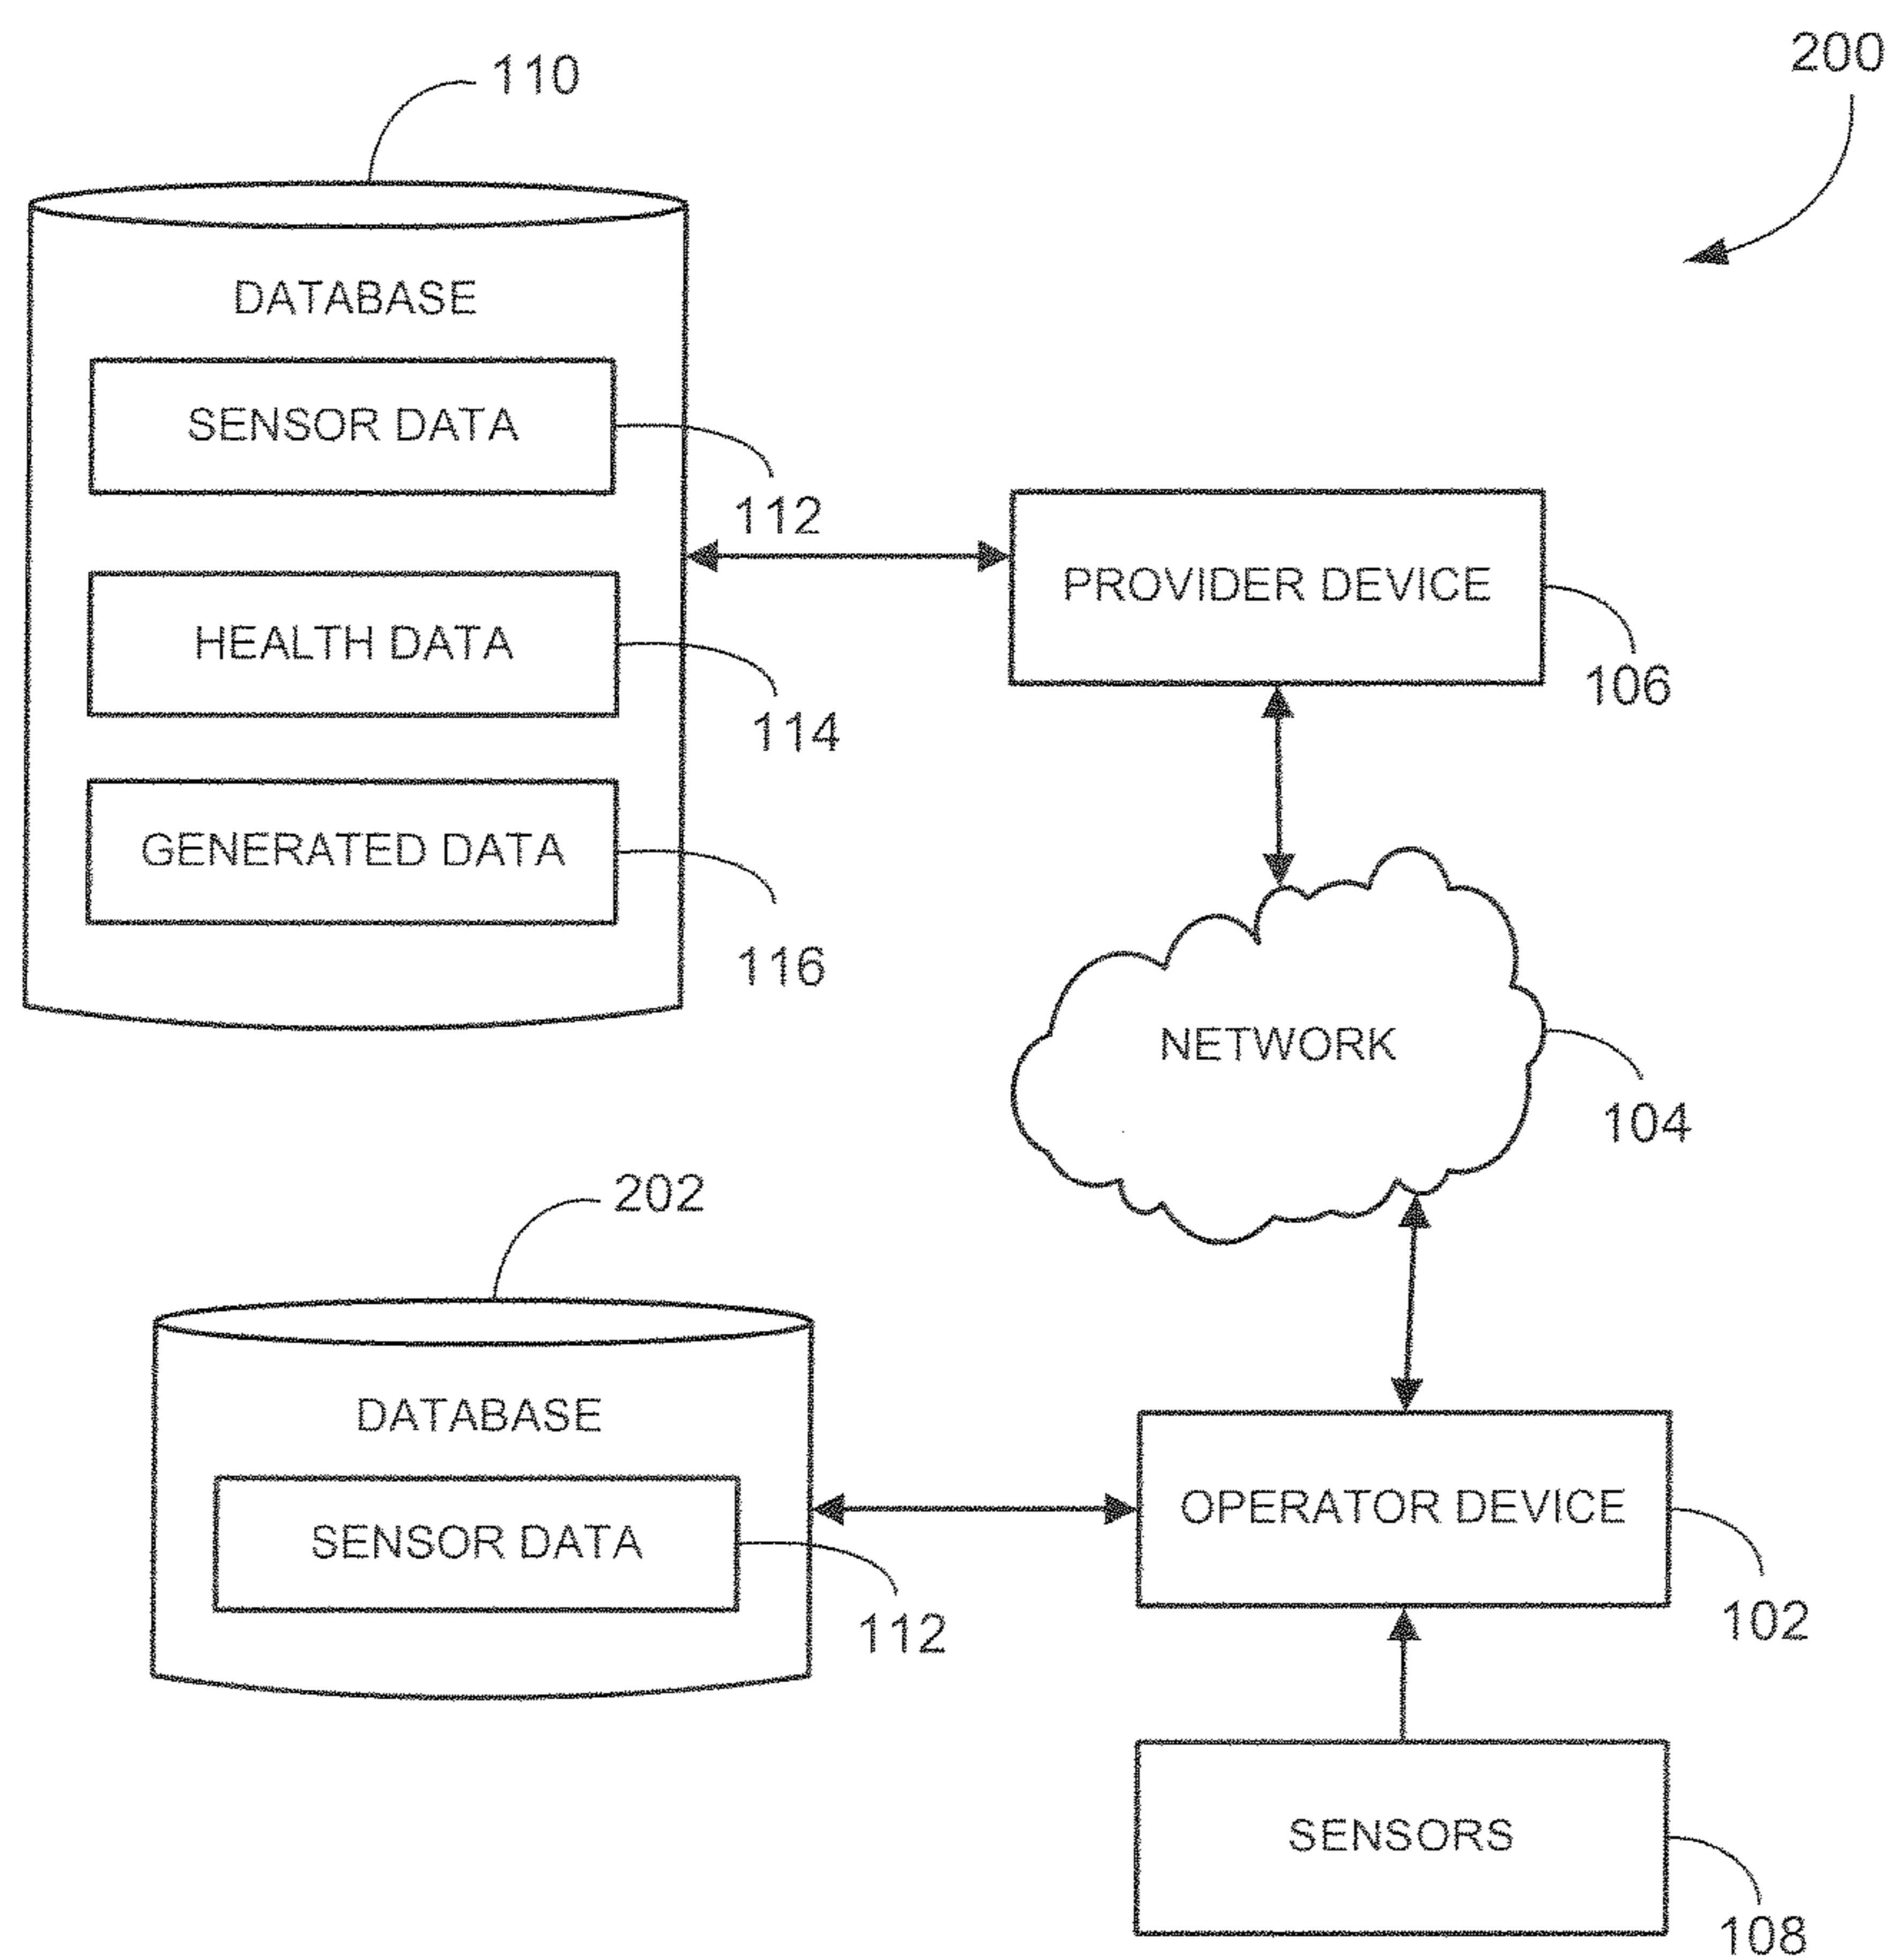 200
110
DATABASE
SENSOR DATA
112
HEALTH DATA
114
GENERATED DATA
116
PROVIDER DEVICE
106
NETWORK
104
202
DATABASE
SENSOR DATA
112
OPERATOR DEVICE
102
SENSORS
108